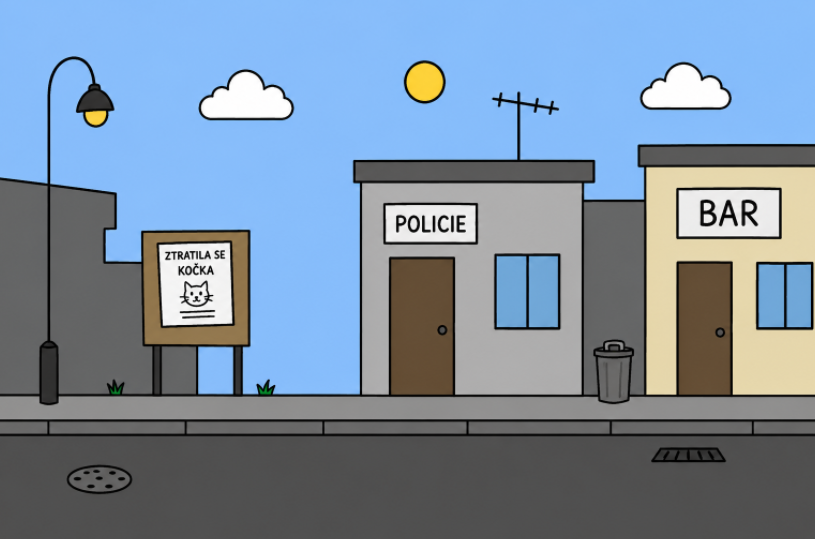 ZTRATILA SE
KOČKA
POLICIE
BAR